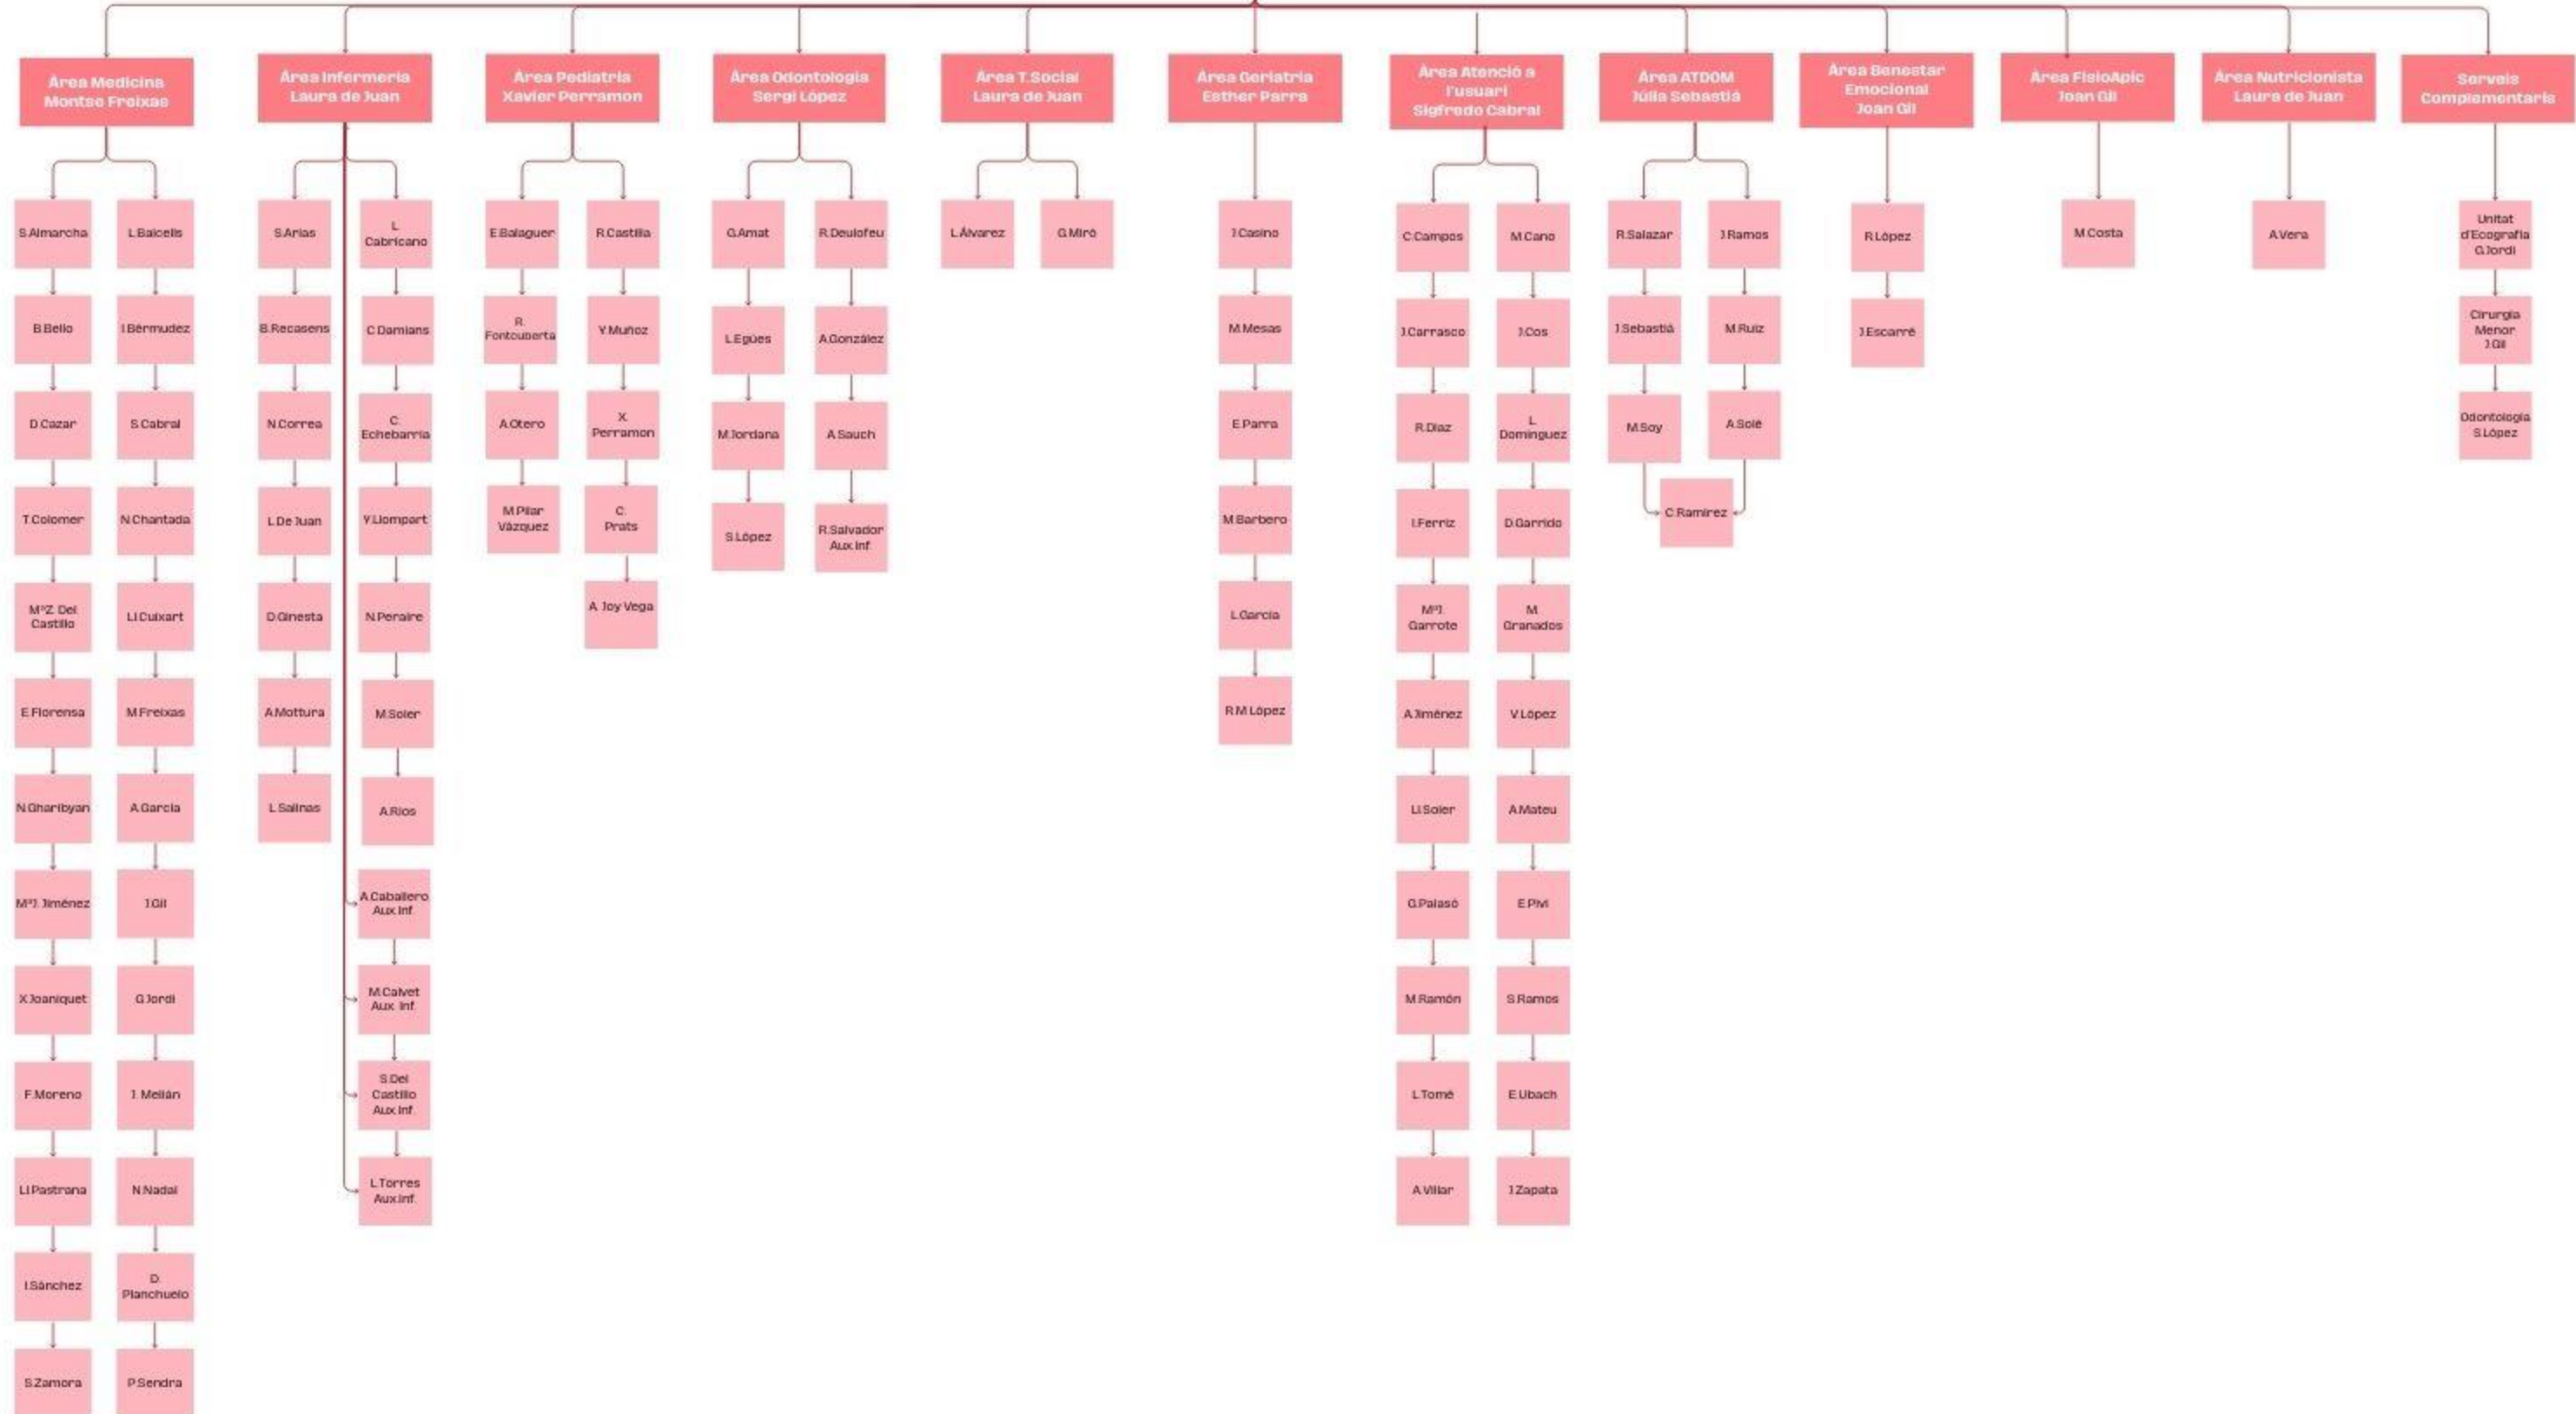 Àrea Medicina
Montse Freixas
S.Almarcha
B.Bello
D.Cazar
T.Colomer
MªZ. Del
Castillo
E.Florensa
N.Gharibyan
MªJ. Jiménez
X.Joaniquet
F.Moreno
Ll.Pastrana
I.Sánchez
S.Zamora
L.Balcells
I.Bérmudez
S.Cabral
N.Chantada
Ll.Cuixart
M.Freixas
A.García
J.Gil
G.Jordi
J. Melián
N.Nadal
D.
Planchuelo
P.Sendra
Àrea Infermeria
Laura de Juan
S.Arias
B.Recasens
N.Correa
L.De Juan
D.Ginesta
A.Mottura
L.Salinas
L.
Cabricano
C.Damians
C.
Echebarria
Y.Llompart
N.Peraire
M.Soler
A.Rios
A.Caballero
Aux.Inf.
M.Calvet
Aux. Inf.
S.Del
Castillo
Aux.Inf.
L.Torres
Aux.Inf.
Àrea Pediatria
Xavier Perramon
E.Balaguer
R.
Fontcuberta
A.Otero
M.Pilar
Vázquez
R.Castilla
Y.Muñoz
X.
Perramon
C.
Prats
A. Joy Vega
Àrea Odontologia
Sergi López
G.Amat
L.Egües
M.Jordana
S.López
R.Deulofeu
A.González
A.Sauch
R.Salvador
Aux.Inf.
Àrea T.Social
Laura de Juan
L.Álvarez
G.Miró
Àrea Geriatria
Esther Parra
J.Casino
M.Mesas
E.Parra
M.Barbero
L.García
R.M.López
Àrea Atenció a
l'usuari
Sigfredo Cabral
C.Campos
J.Carrasco
R.Díaz
I.Ferriz
MªJ.
Garrote
A.Jiménez
Ll.Soler
G.Palasó
M.Ramón
L.Tomé
A.Villar
M.Cano
J.Cos
L.
Domínguez
D.Garrido
M.
Granados
V.López
A.Mateu
E.Piví
S.Ramos
E.Ubach
J.Zapata
Àrea ATDOM
Júlia Sebastiá
R.Salazar
J.Sebastiá
M.Soy
J.Ramos
M.Ruiz
A.Solé
C.Ramírez
Àrea Benestar
Emocional
Joan Gil
R.López
J.Escarré
Àrea FisioApic
Joan Gil
M.Costa
Àrea Nutricionista
Laura de Juan
A.Vera
Serveis
Complementaris
Unitat
d'Ecografia
G.Jordi
Cirurgia
Menor
J.Gil
Odontologia
S.López